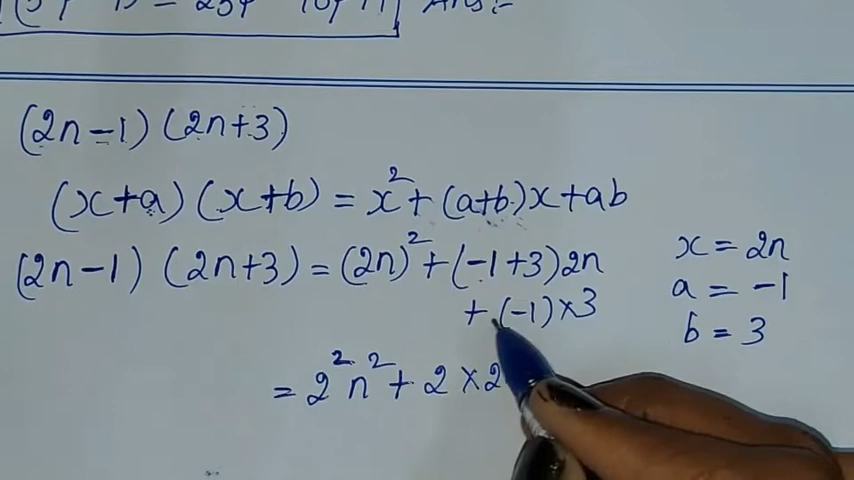 Ans:-
(2n-1) (2n+3)
(x+a) (x+b) = x² + (a+b)x + ab
(2n-1) (2n+3) = (2n)² + (-1+3)2n
+ (-1)×3
x = 2n
a = -1
b = 3
= 2²n² + 2×2